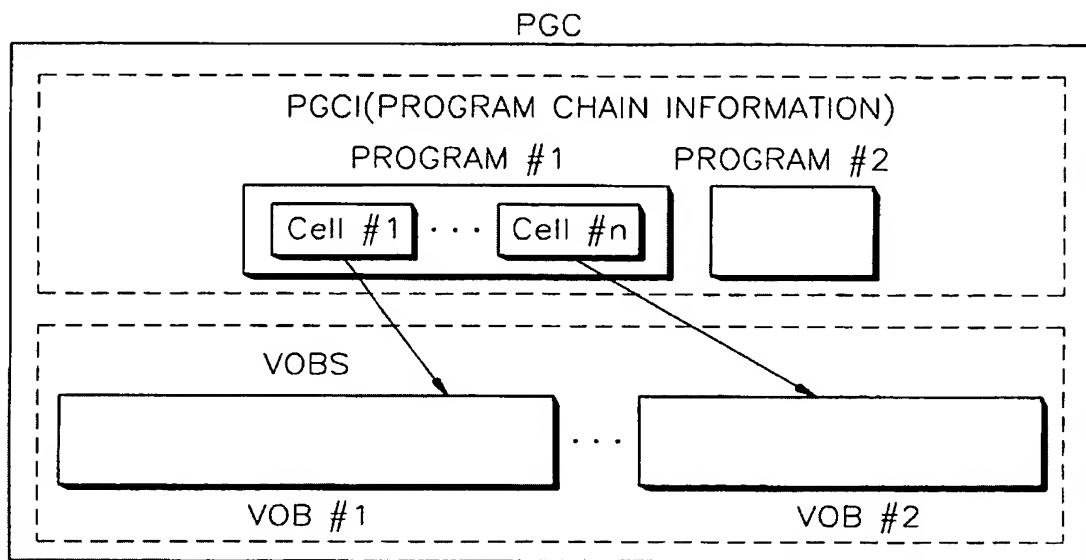 PGC
PGCI(PROGRAM CHAIN INFORMATION)
PROGRAM #1 PROGRAM #2
Cell #1 · · · Cell #n
VOBS
· · ·
VOB #1 VOB #2